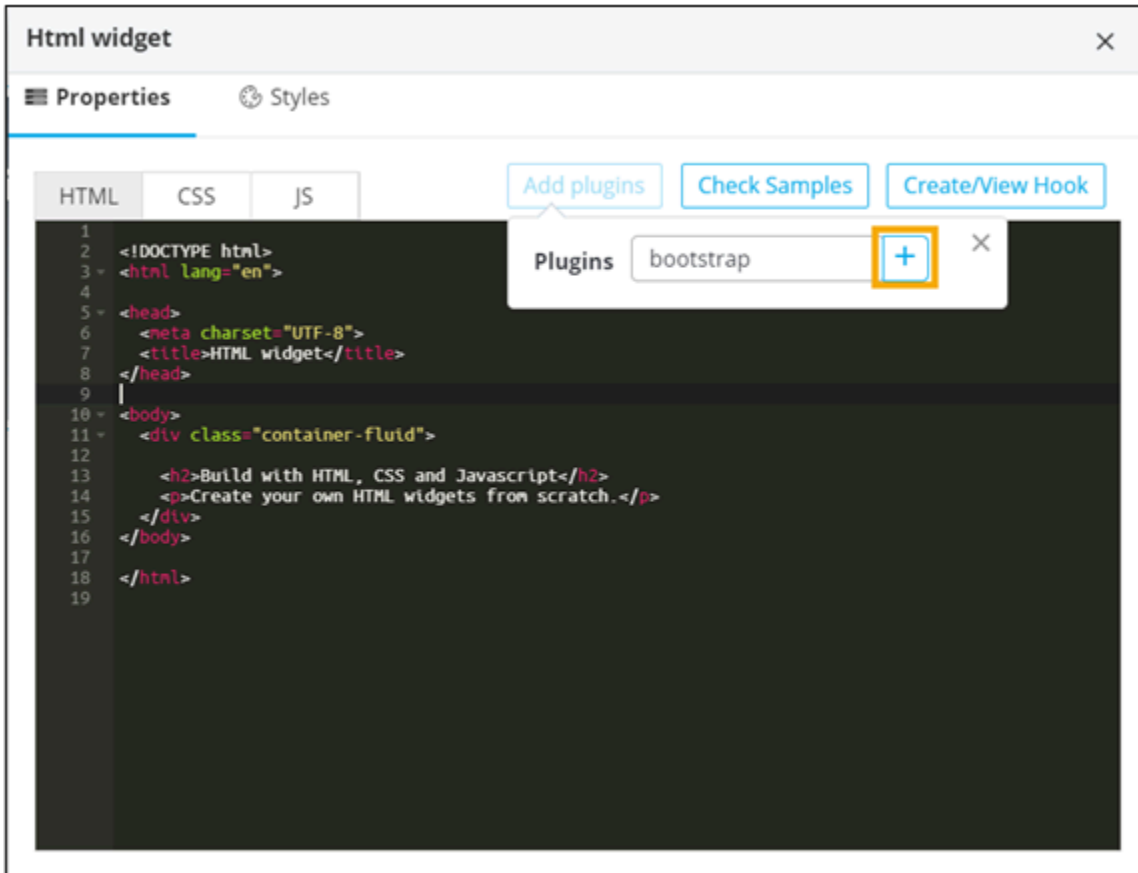 Html widget
Properties Styles
HTML CSS JS Add plugins Check Samples Create/View Hook
Plugins bootstrap +
1
2 <!DOCTYPE html>
3 <html lang="en">
4
5 <head>
6 <meta charset="UTF-8">
7 <title>HTML widget</title>
8 </head>
9
10 <body>
11 <div class="container-fluid">
12
13 <h2>Build with HTML, CSS and Javascript</h2>
14 <p>Create your own HTML widgets from scratch.</p>
15 </div>
16 </body>
17
18 </html>
19